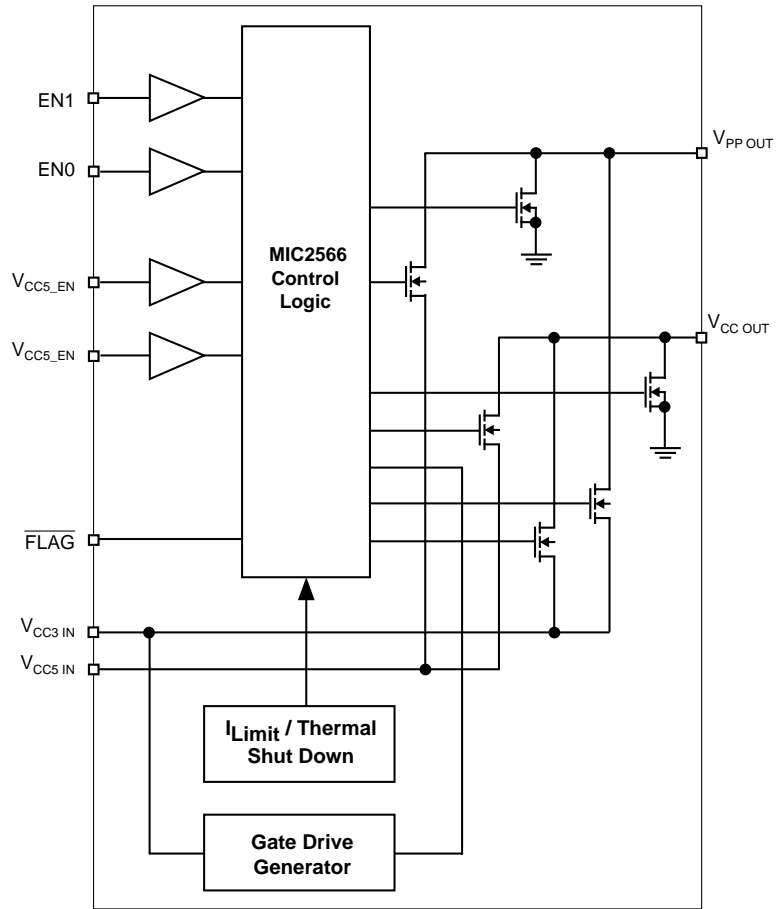 EN1
EN0
VCC5_EN
VCC5_EN
FLAG
VCC3 IN
VCC5 IN
MIC2566
Control
Logic
VPP OUT
VCC OUT
ILimit / Thermal
Shut Down
Gate Drive
Generator